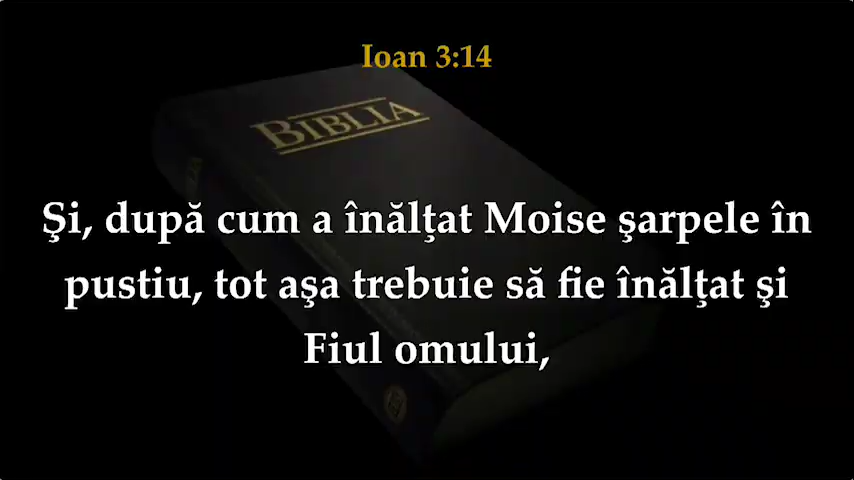 Ioan 3:14
BIBLIA
BIBLIA
Şi, după cum a înălţat Moise şarpele în
pustiu, tot aşa trebuie să fie înălţat şi
Fiul omului,